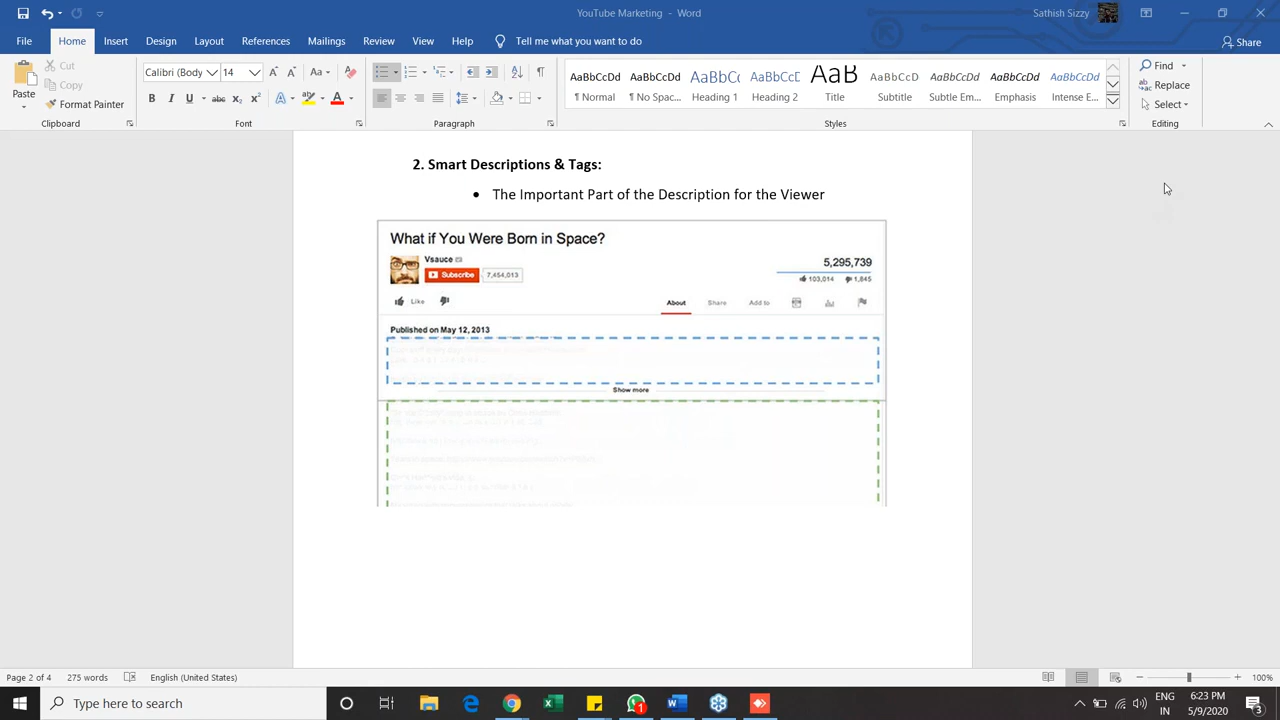 YouTube Marketing - Word
Sathish Sizzy
File Home Insert Design Layout References Mailings Review View Help Tell me what you want to do Share
Paste
Cut
Copy
Format Painter
Calibri (Body 14
Find
Replace
Select
AaBbCcDd AaBbCcDd AaBbC AaBbCcD AaB AaBbCcD AaBbCcDd AaBbCcDd AaBbCcDd
¶ Normal ¶ No Spac... Heading 1 Heading 2 Title Subtitle Subtle Em... Emphasis Intense E...
Clipboard Font Paragraph Styles Editing
2. Smart Descriptions & Tags:
• The Important Part of the Description for the Viewer
What if You Were Born in Space?
Vsauce
Subscribe 7,454,013
5,295,739
103,014 1,845
Like About Share Add to
Published on May 12, 2013
Show more
Page 2 of 4 275 words English (United States) 100%
Type here to search
1
ENG
IN
6:23 PM
5/9/2020
3